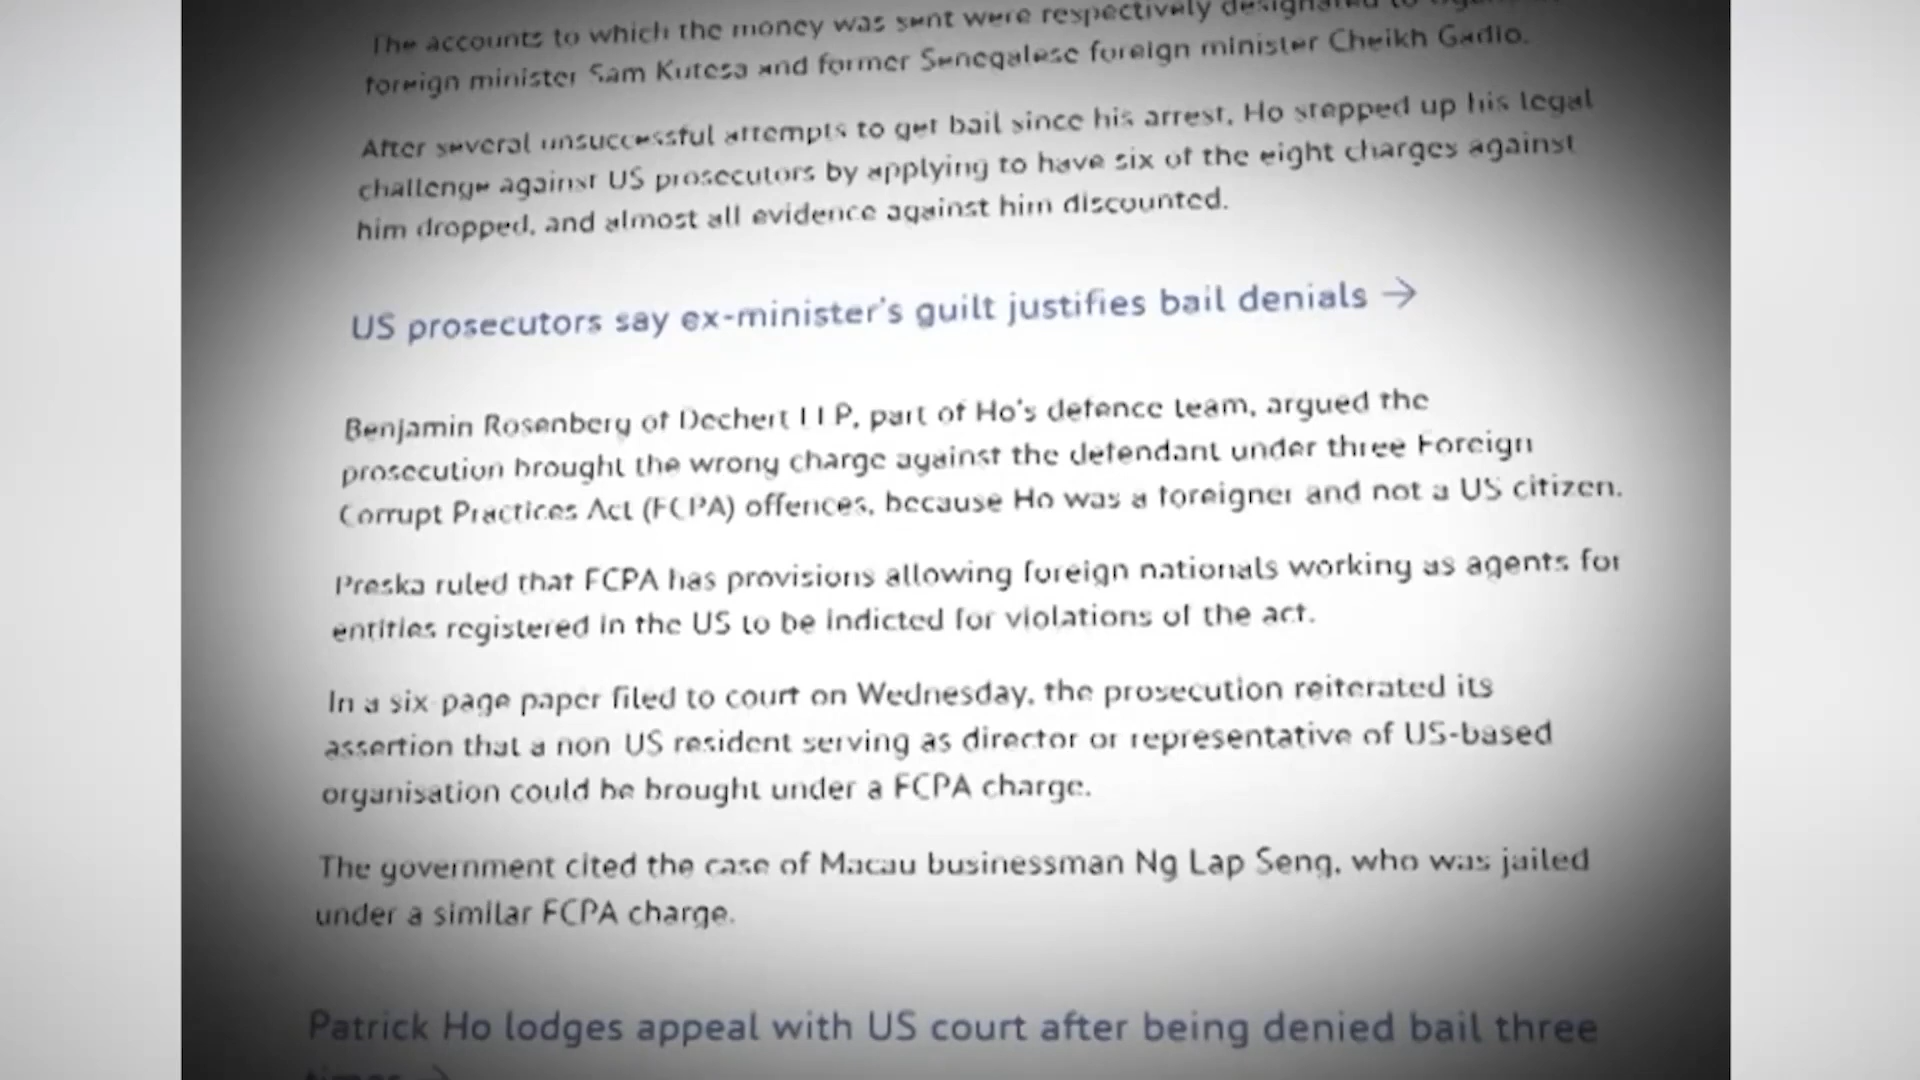 The accounts to which the money was sent were respectively designated to
foreign minister Sam Kutesa and former Senegalese foreign minister Cheikh Gadio.
After several unsuccessful attempts to get bail since his arrest, Ho stepped up his legal
challenge against US prosecutors by applying to have six of the eight charges against
him dropped, and almost all evidence against him discounted.
US prosecutors say ex-minister's guilt justifies bail denials →
Benjamin Rosenberg of Dechert LLP, part of Ho's defence team, argued the
prosecution brought the wrong charge against the defendant under three Foreign
Corrupt Practices Act (FCPA) offences, because Ho was a foreigner and not a US citizen.
Preska ruled that FCPA has provisions allowing foreign nationals working as agents for
entities registered in the US to be indicted for violations of the act.
In a six-page paper filed to court on Wednesday, the prosecution reiterated its
assertion that a non-US resident serving as director or representative of US-based
organisation could be brought under a FCPA charge.
The government cited the case of Macau businessman Ng Lap Seng, who was jailed
under a similar FCPA charge.
Patrick Ho lodges appeal with US court after being denied bail three